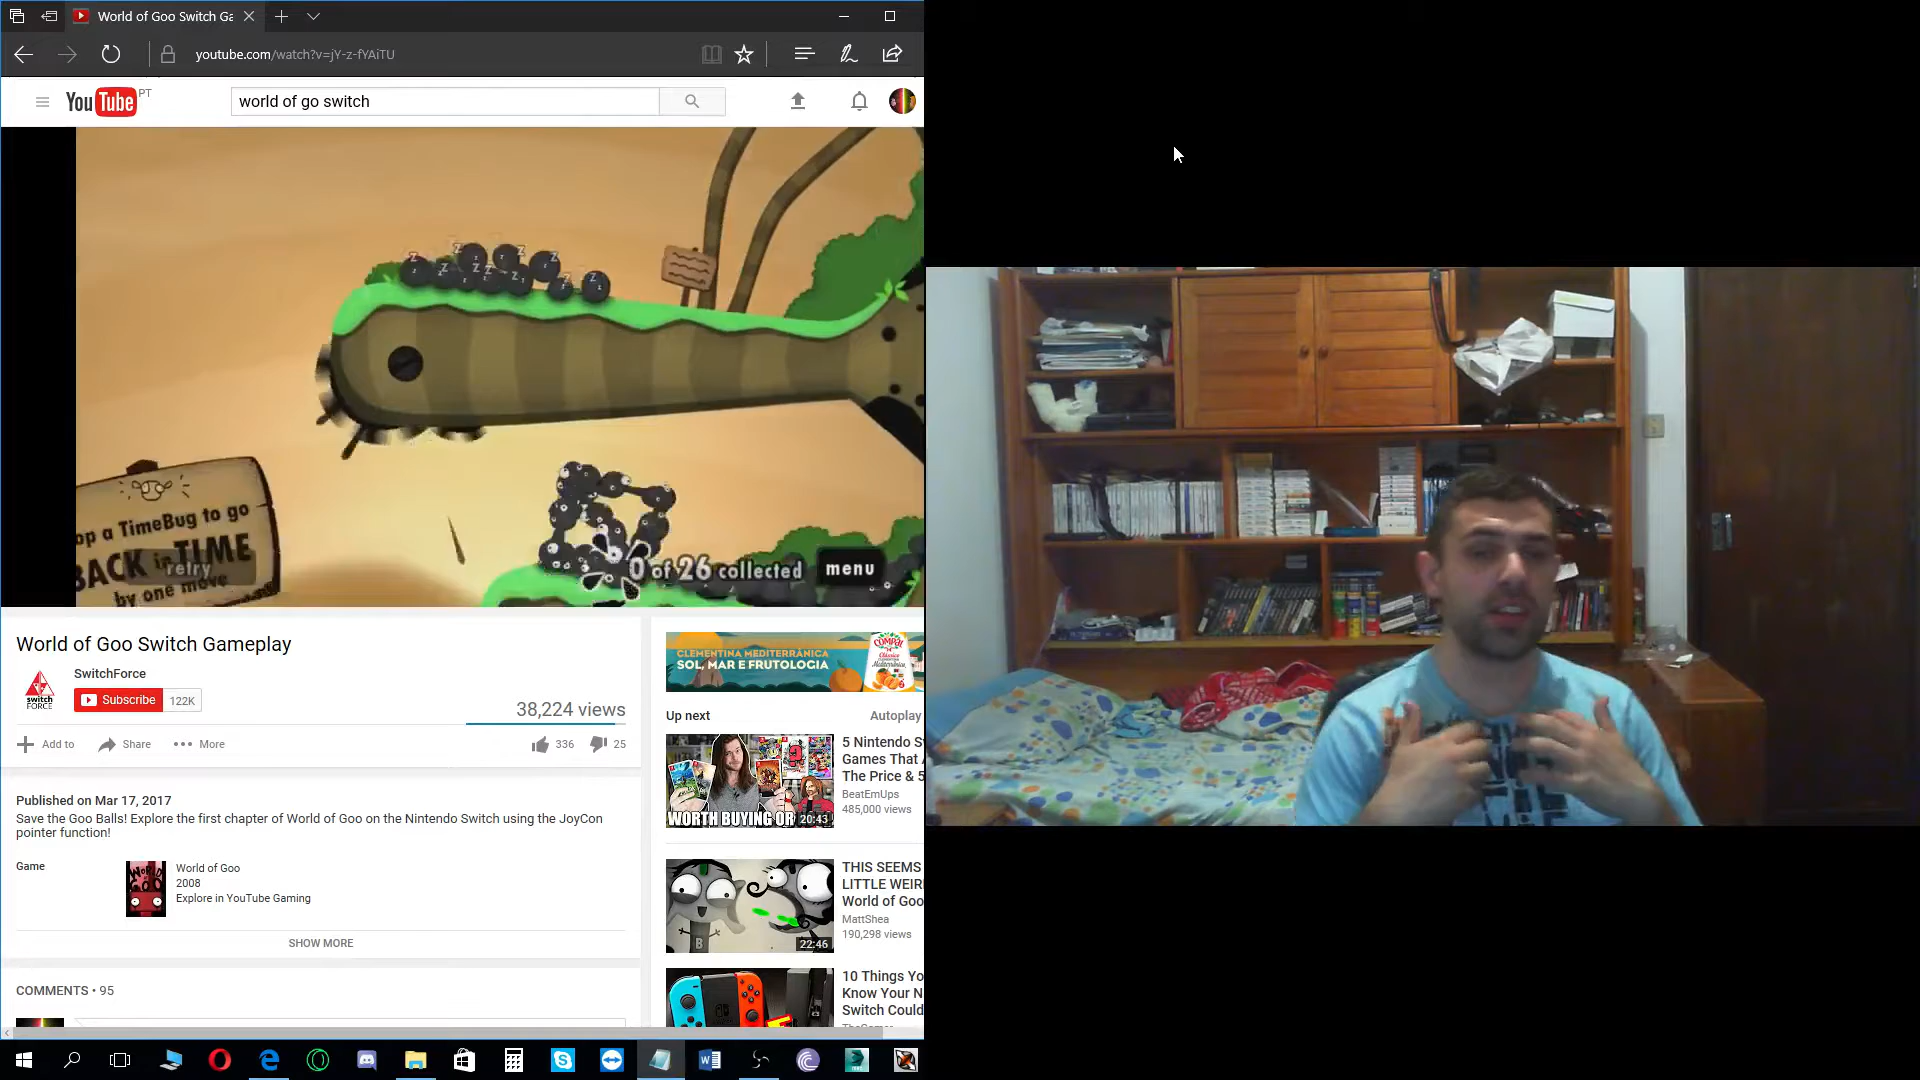 World of Goo Switch Ga
youtube.com/watch?v=jY-z-fYAiTU
YouTube PT
world of go switch
op a TimeBug to go
BACK in TIME
by one move
retry
0 of 26 collected
menu
World of Goo Switch Gameplay
SwitchForce
switch
FORCE
Subscribe 122K
38,224 views
Add to Share More 336 25
Published on Mar 17, 2017
Save the Goo Balls! Explore the first chapter of World of Goo on the Nintendo Switch using the JoyCon
pointer function!
Game
World of Goo
2008
Explore in YouTube Gaming
SHOW MORE
COMMENTS • 95
CLEMENTINA MEDITERRÂNICA
SOL, MAR E FRUTOLOGIA
COMPAL
Up next Autoplay
5 Nintendo S
Games That
The Price & 5
BeatEmUps
485,000 views
WORTH BUYING OR
20:43
THIS SEEMS
LITTLE WEIR
World of Goo
MattShea
190,298 views
22:46
10 Things Yo
Know Your N
Switch Could